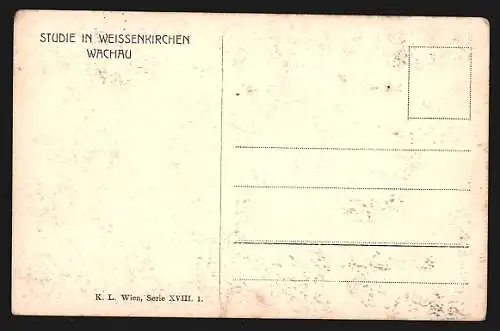 STUDIE IN WEISSENKIRCHEN
WACHAU
K. L. Wien, Serie XVIII. 1.